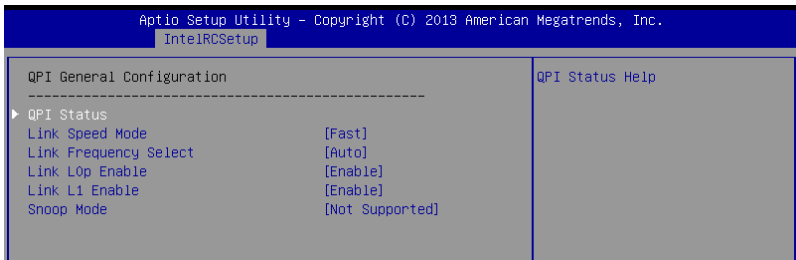 Aptio Setup Utility – Copyright (C) 2013 American Megatrends, Inc.
IntelRCSetup
QPI General Configuration
QPI Status Help
------------------------------------------------
QPI Status
Link Speed Mode [Fast]
Link Frequency Select [Auto]
Link L0p Enable [Enable]
Link L1 Enable [Enable]
Snoop Mode [Not Supported]